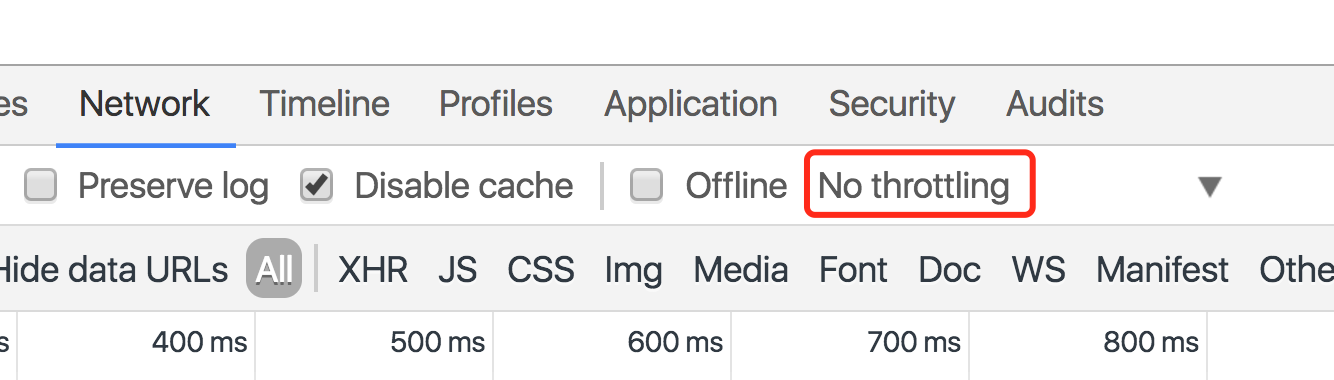 es Network Timeline Profiles Application Security Audits
Preserve log Disable cache Offline No throttling
Hide data URLs All XHR JS CSS Img Media Font Doc WS Manifest Othe
s 400 ms 500 ms 600 ms 700 ms 800 ms